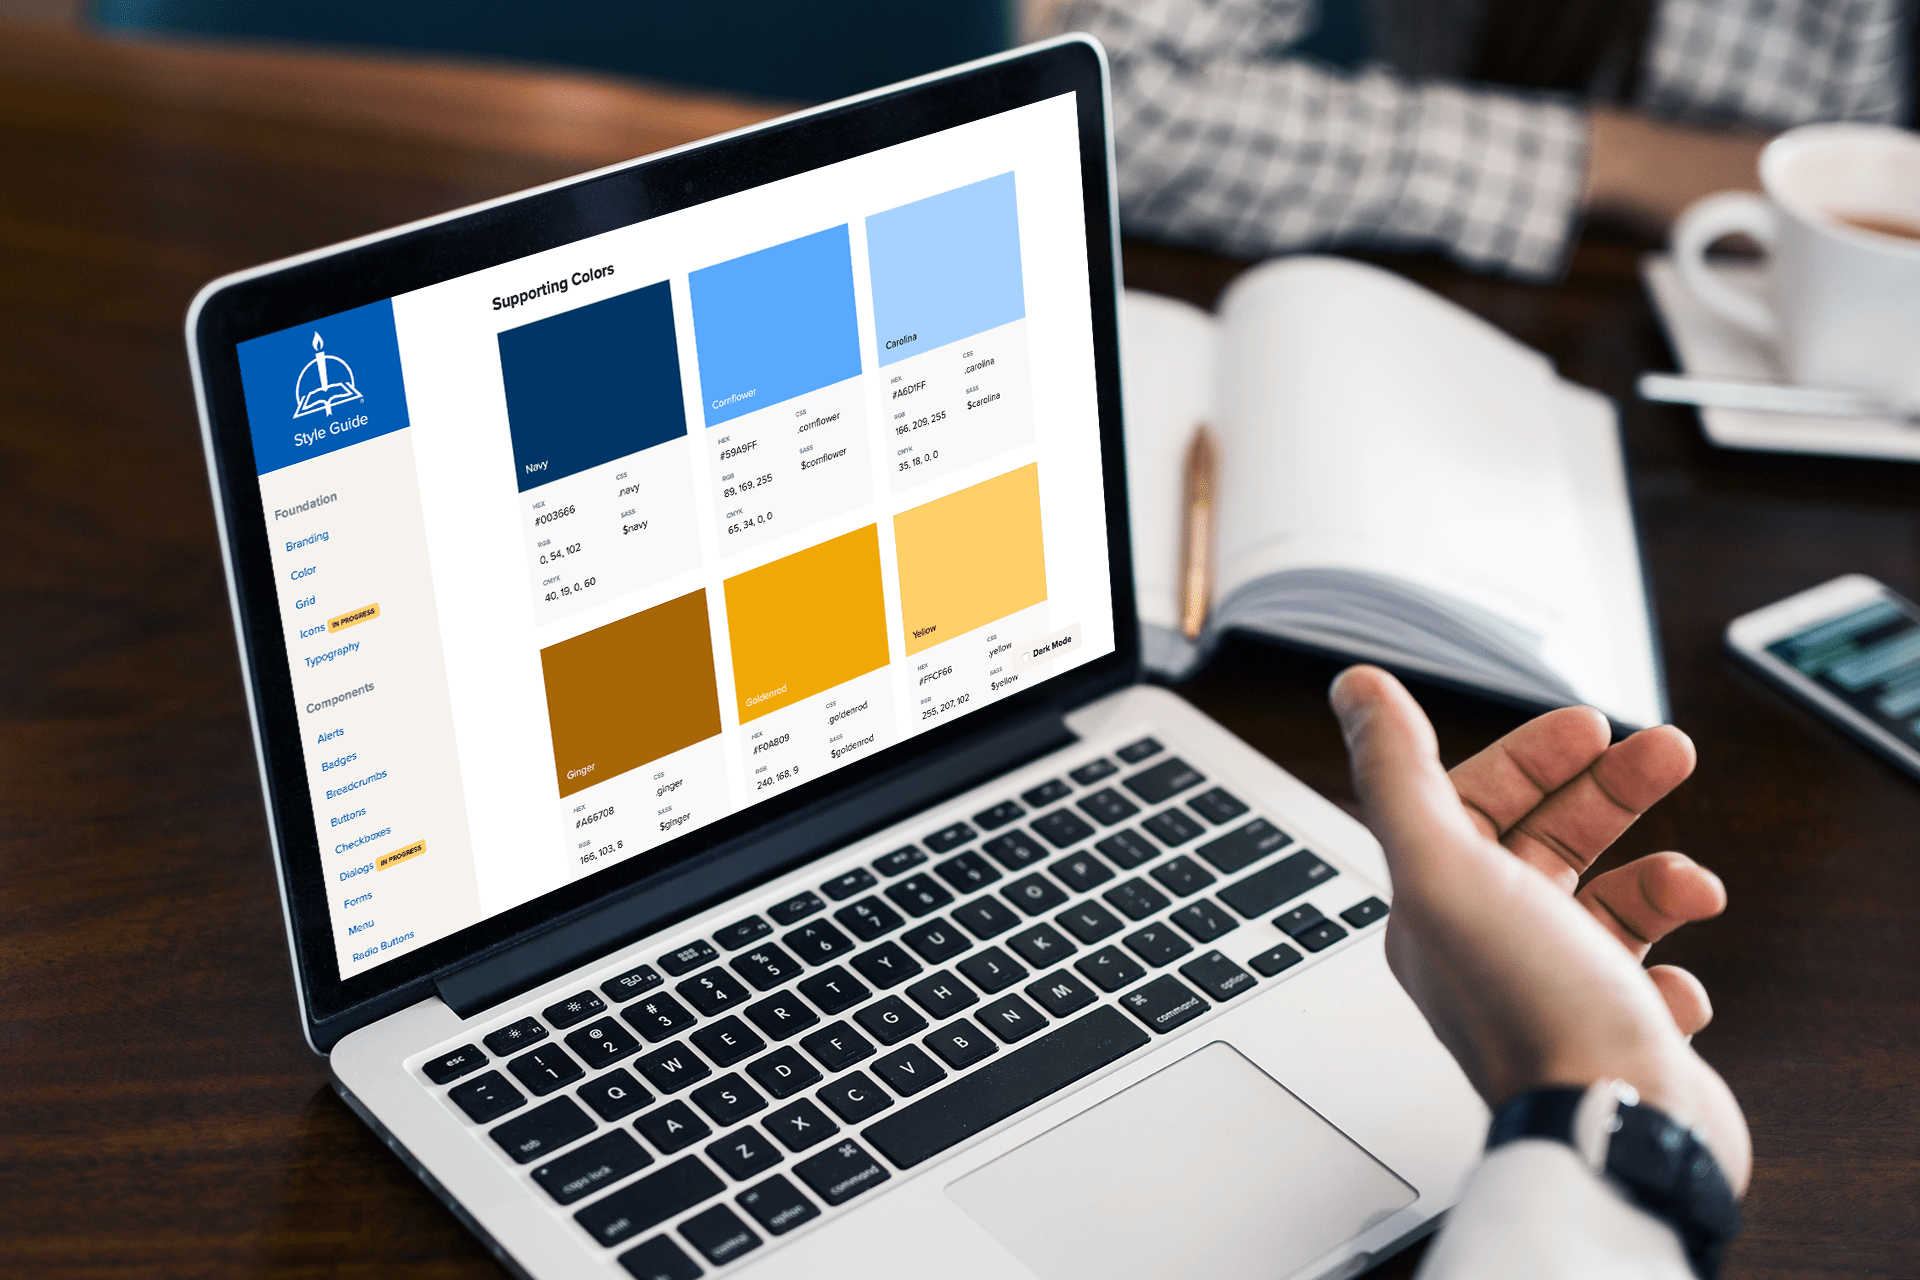 Style Guide
Foundation
Branding
Color
Grid
Icons IN PROGRESS
Typography
Components
Alerts
Badges
Breadcrumbs
Buttons
Checkboxes
Dialogs IN PROGRESS
Forms
Menu
Radio Buttons
Supporting Colors
Navy
HEX
#003666
RGB
0, 54, 102
CMYK
40, 19, 0, 60
CSS
.navy
SASS
$navy
Cornflower
HEX
#59A9FF
RGB
89, 169, 255
CMYK
65, 34, 0, 0
CSS
.cornflower
SASS
$cornflower
Carolina
HEX
#A6D1FF
RGB
166, 209, 255
CMYK
35, 18, 0, 0
CSS
.carolina
SASS
$carolina
Ginger
HEX
#A66708
RGB
166, 103, 8
CSS
.ginger
SASS
$ginger
Goldenrod
HEX
#F0A809
RGB
240, 168, 9
CSS
.goldenrod
SASS
$goldenrod
Yellow
HEX
#FFCF66
RGB
255, 207, 102
CSS
.yellow
SASS
$yellow
Dark Mode
esc F1 F2 F3 F4
~ ! 1 @ 2 # 3 $ 4 % 5 ^ 6 & 7 * 8
tab Q W E R T Y U I O P
caps lock A S D F G H J K L
shift Z X C V B N M < , > .
control option command command option